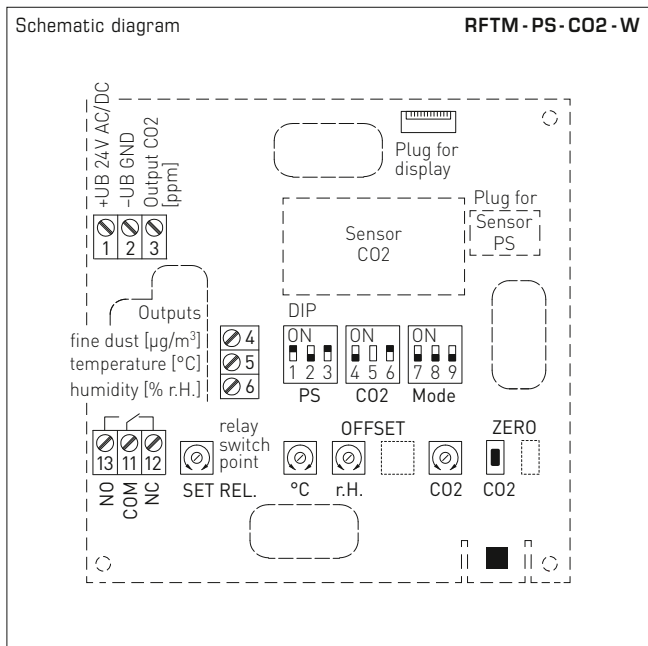 Schematic diagram RFTM-PS-CO2-W
+UB 24V AC/DC
-UB GND
Output CO2
[ppm]
1 2 3
Plug for
display
Plug for
Sensor
PS
Sensor
CO2
Outputs
fine dust [µg/m³] 4
temperature [°C] 5
humidity [% r.H.] 6
DIP
ON ON ON
1 2 3 4 5 6 7 8 9
PS CO2 Mode
13 11 12
NO
COM
NC
relay
switch
point
SET REL.
OFFSET ZERO
°C r.H. CO2 CO2